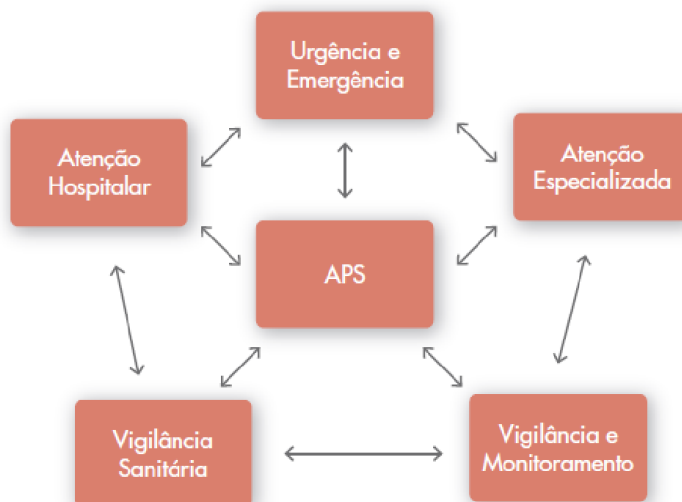 Urgência e
Emergência
Atenção
Hospitalar
Atenção
Especializada
APS
Vigilância
Sanitária
Vigilância e
Monitoramento